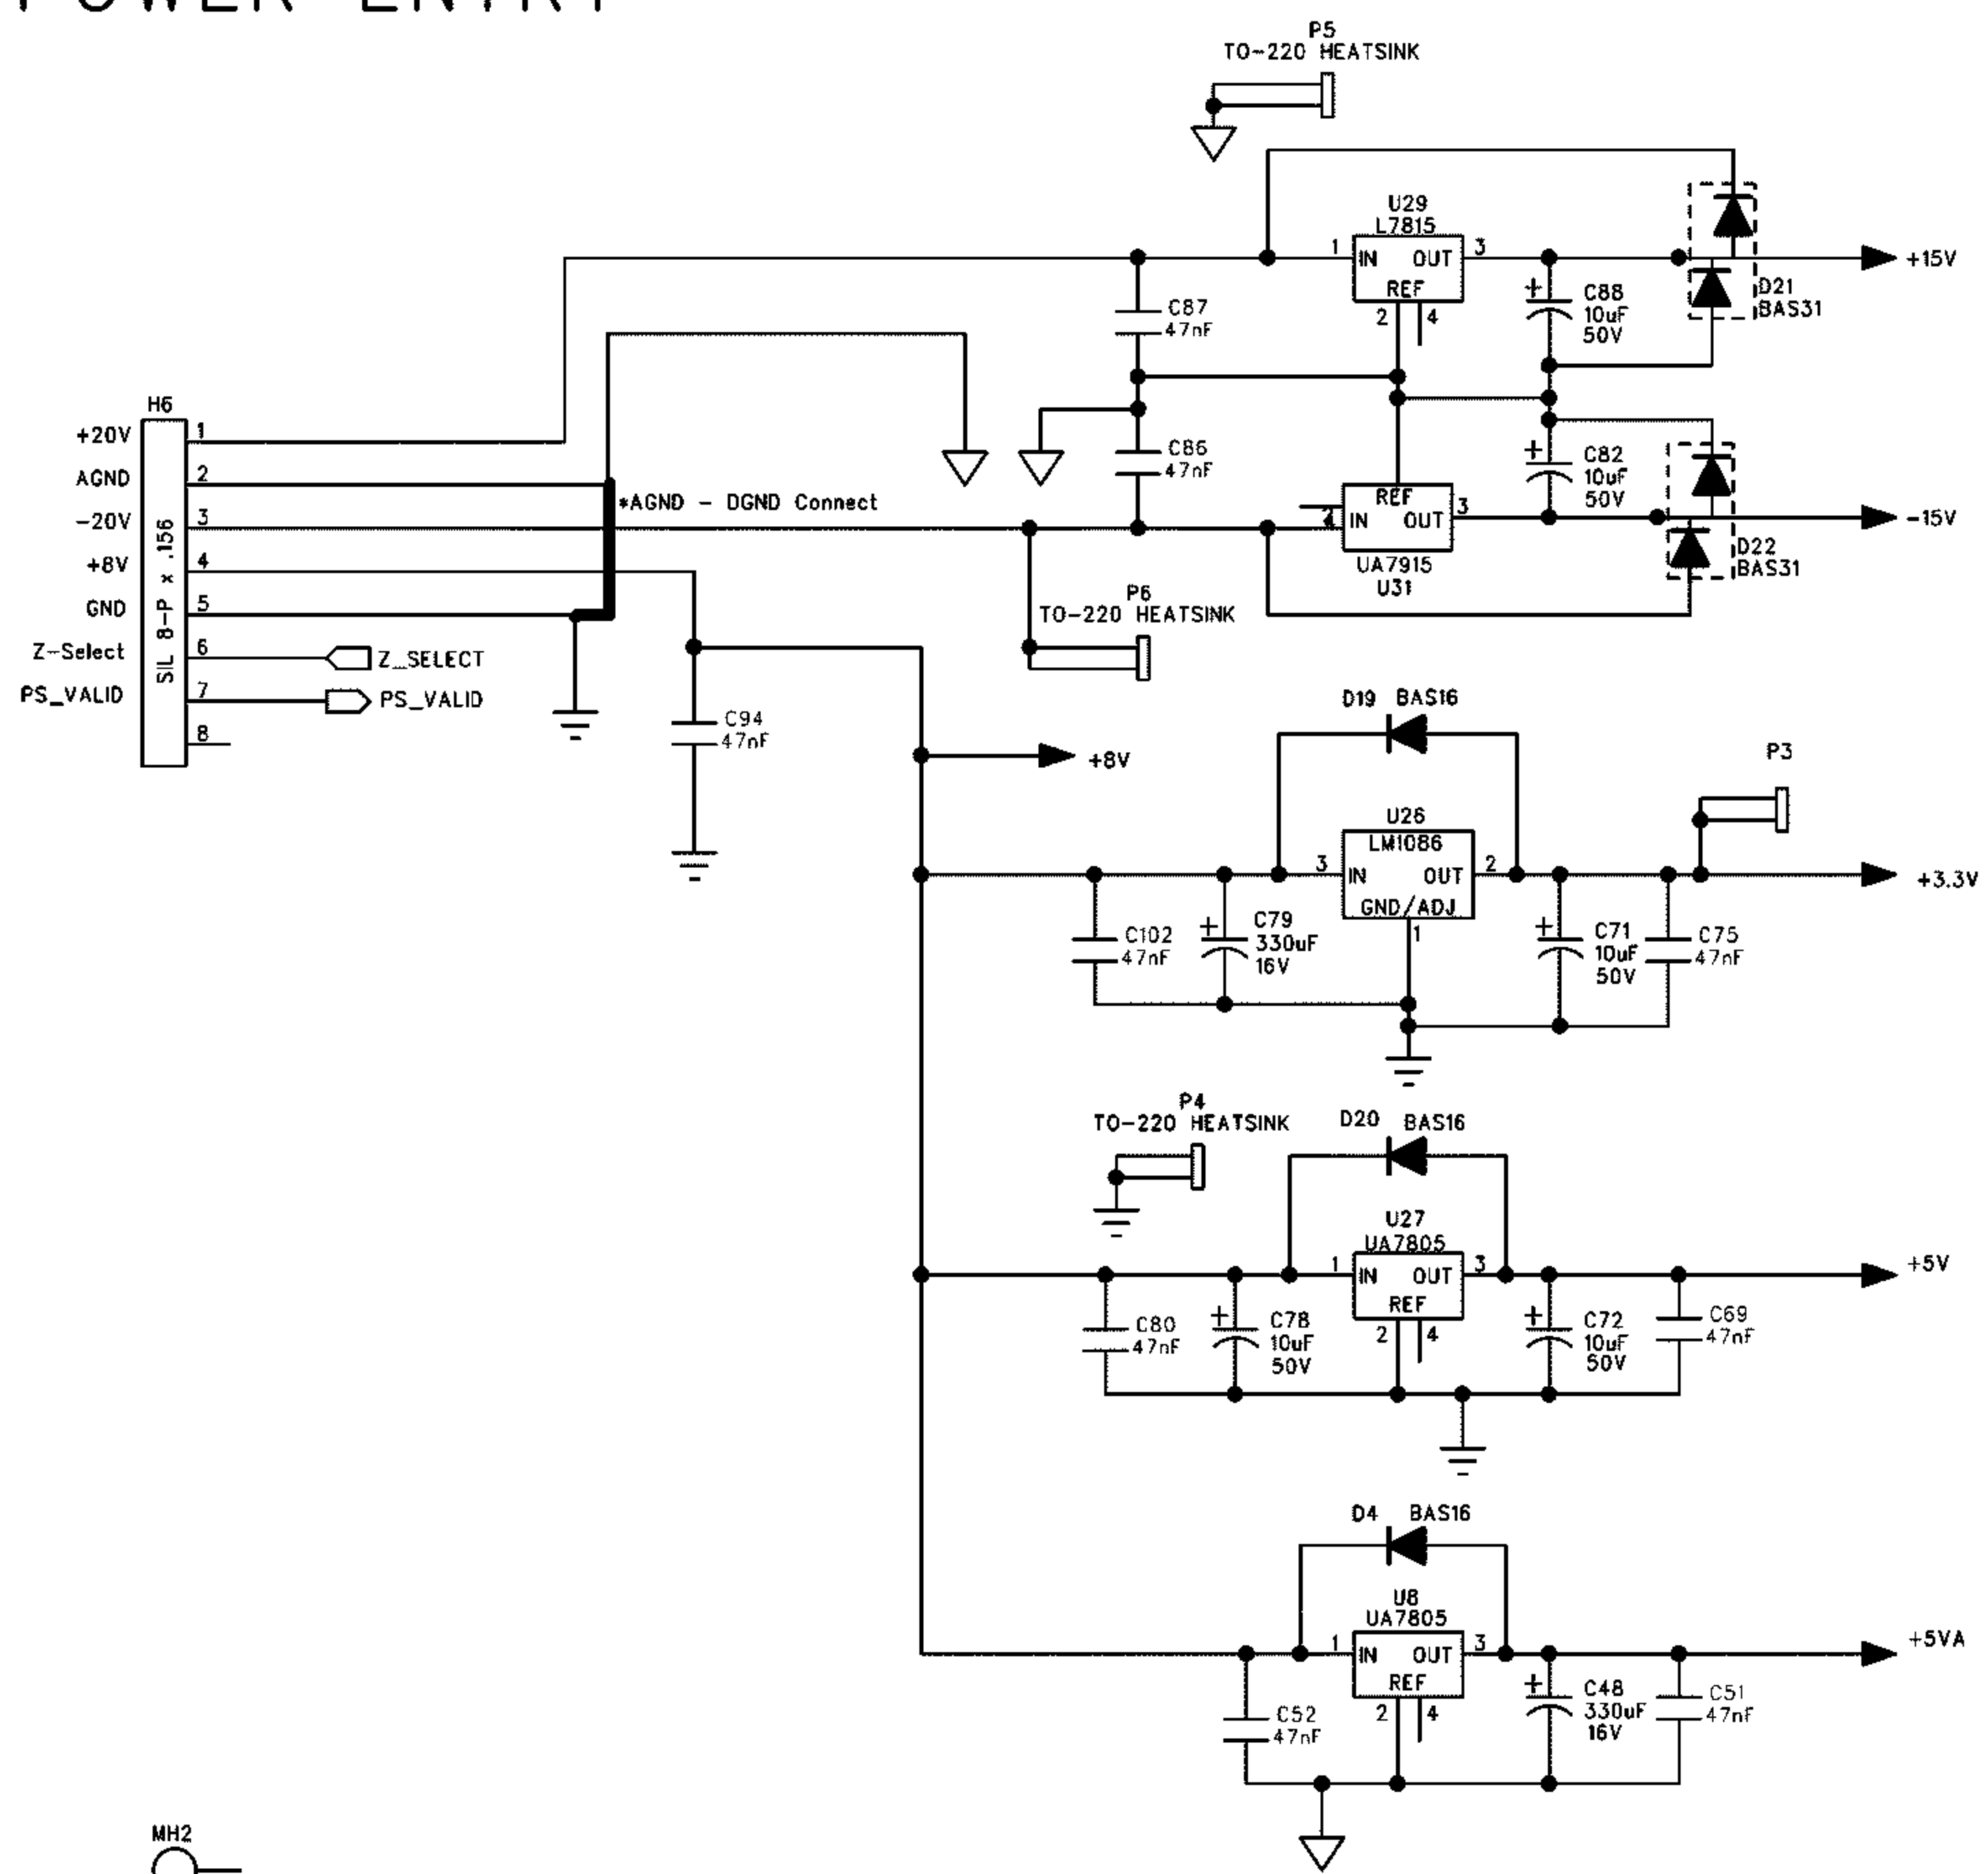 POWER ENTRY
P5
TO-220 HEATSINK
U29
L7815
1
IN
OUT
3
REF
2
4
+15V
D21
BAS31
C87
47nF
+
C88
10uF
50V
H6
+20V
1
AGND
2
-20V
3
+8V
4
GND
5
Z-Select
6
PS_VALID
7
8
SIL 8-P x .156
*AGND - DGND Connect
Z_SELECT
PS_VALID
C86
47nF
+
C82
10uF
50V
REF
IN
OUT
3
UA7915
U31
-15V
D22
BAS31
P6
TO-220 HEATSINK
C94
47nF
+8V
D19 BAS16
P3
U26
LM1086
3
IN
OUT
2
GND/ADJ
1
+3.3V
C102
47nF
+
C79
330uF
16V
+
C71
10uF
50V
C75
47nF
P4
TO-220 HEATSINK
D20 BAS16
U27
UA7805
1
IN
OUT
3
REF
2
4
+5V
C80
47nF
+
C78
10uF
50V
+
C72
10uF
50V
C69
47nF
D4 BAS16
U8
UA7805
1
IN
OUT
3
REF
2
4
+5VA
C52
47nF
+
C48
330uF
16V
C51
47nF
MH2